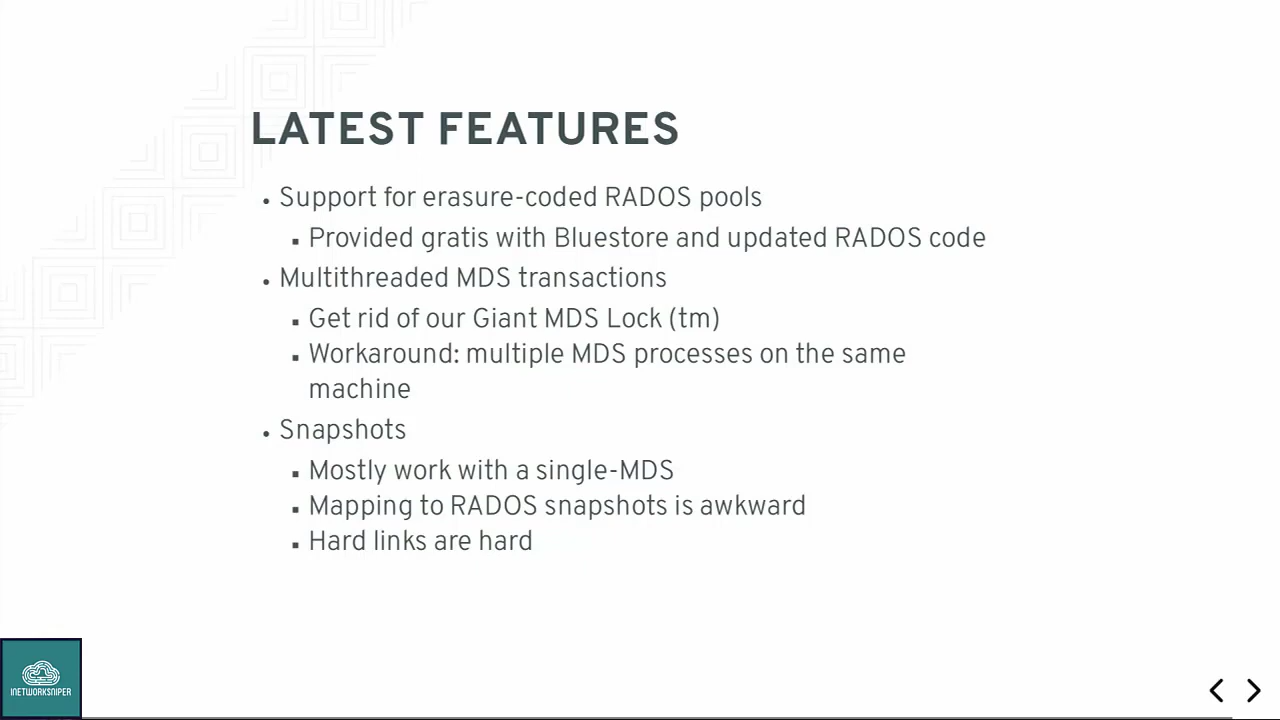 LATEST FEATURES
• Support for erasure-coded RADOS pools
▪ Provided gratis with Bluestore and updated RADOS code
• Multithreaded MDS transactions
▪ Get rid of our Giant MDS Lock (tm)
▪ Workaround: multiple MDS processes on the same
machine
• Snapshots
▪ Mostly work with a single-MDS
▪ Mapping to RADOS snapshots is awkward
▪ Hard links are hard
INETWORKSNIPER